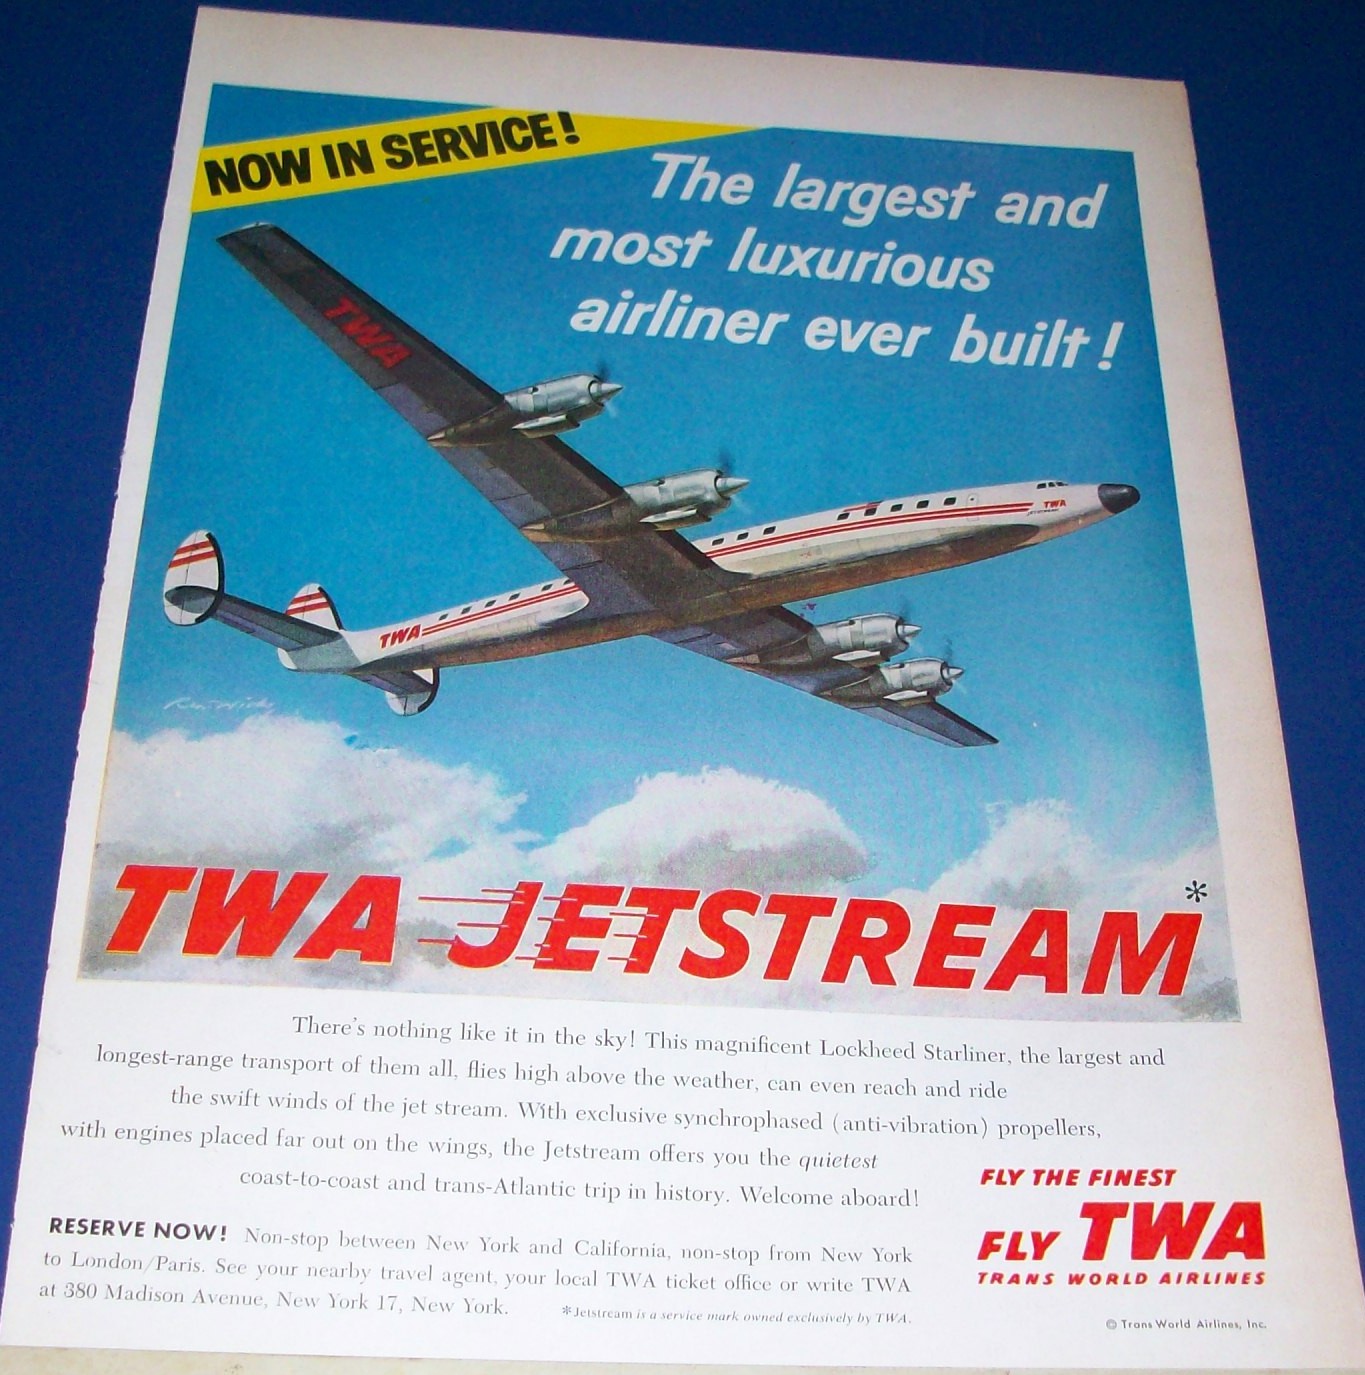 NOW IN SERVICE!
The largest and
most luxurious
airliner ever built!
TWA
TWA
TWA
TWA JETSTREAM*
There's nothing like it in the sky! This magnificent Lockheed Starliner, the largest and
longest-range transport of them all, flies high above the weather, can even reach and ride
the swift winds of the jet stream. With exclusive synchrophased (anti-vibration) propellers,
with engines placed far out on the wings, the Jetstream offers you the quietest
coast-to-coast and trans-Atlantic trip in history. Welcome aboard!
RESERVE NOW! Non-stop between New York and California, non-stop from New York
to London/Paris. See your nearby travel agent, your local TWA ticket office or write TWA
at 380 Madison Avenue, New York 17, New York.
*Jetstream is a service mark owned exclusively by TWA.
FLY THE FINEST
FLY TWA
TRANS WORLD AIRLINES
© Trans World Airlines, Inc.